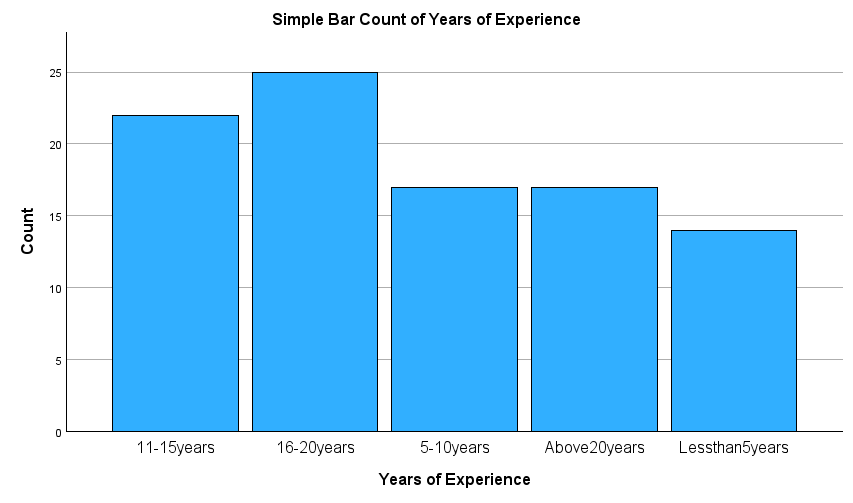 Simple Bar Count of Years of Experience
25
20
15
10
5
0
Count
11-15years
16-20years
5-10years
Above20years
Lessthan5years
Years of Experience